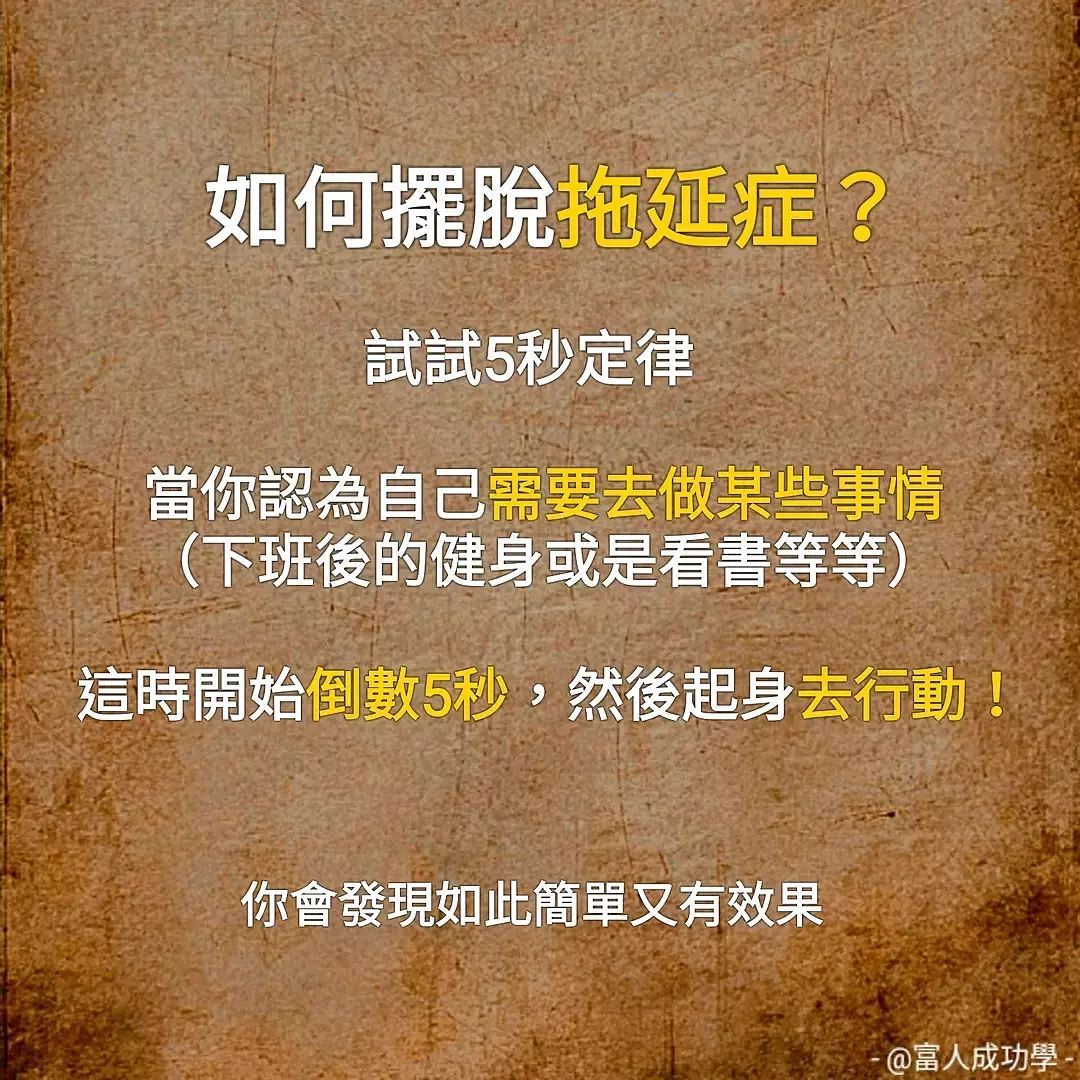 如何擺脫拖延症？
試試5秒定律
當你認為自己需要去做某些事情
（下班後的健身或是看書等等）
這時開始倒數5秒，然後起身去行動！
你會發現如此簡單又有效果
- @富人成功學 -